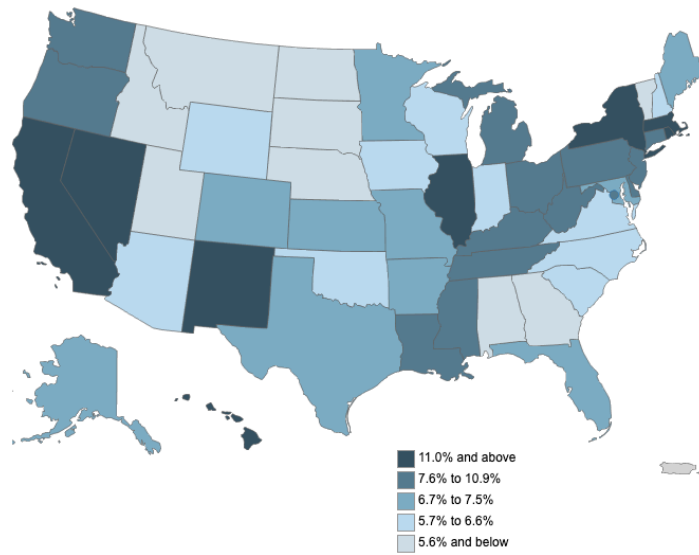 11.0% and above
7.6% to 10.9%
6.7% to 7.5%
5.7% to 6.6%
5.6% and below